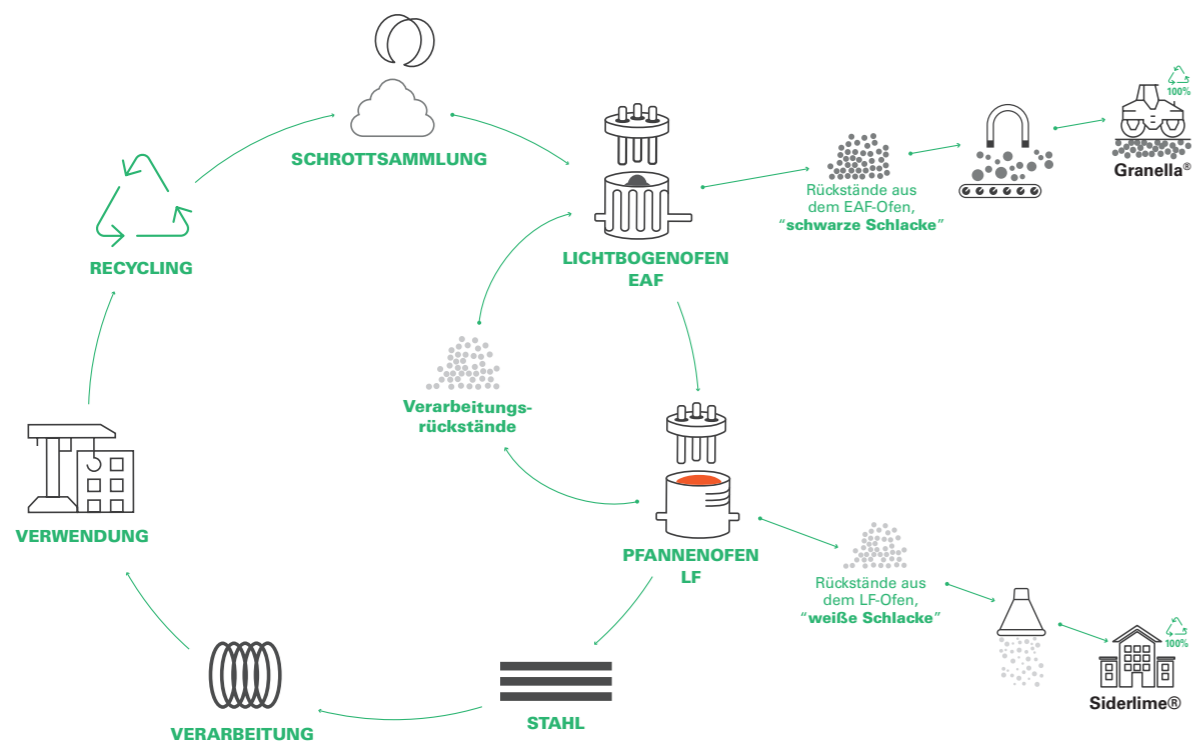 SCHROTTSAMMLUNG
RECYCLING
LICHTBOGENOFEN
EAF
Rückstände aus
dem EAF-Ofen,
“schwarze Schlacke”
100%
Granella®
Verarbeitungs-
rückstände
VERWENDUNG
PFANNENOFEN
LF
Rückstände aus
dem LF-Ofen,
“weiße Schlacke”
100%
Siderlime®
STAHL
VERARBEITUNG